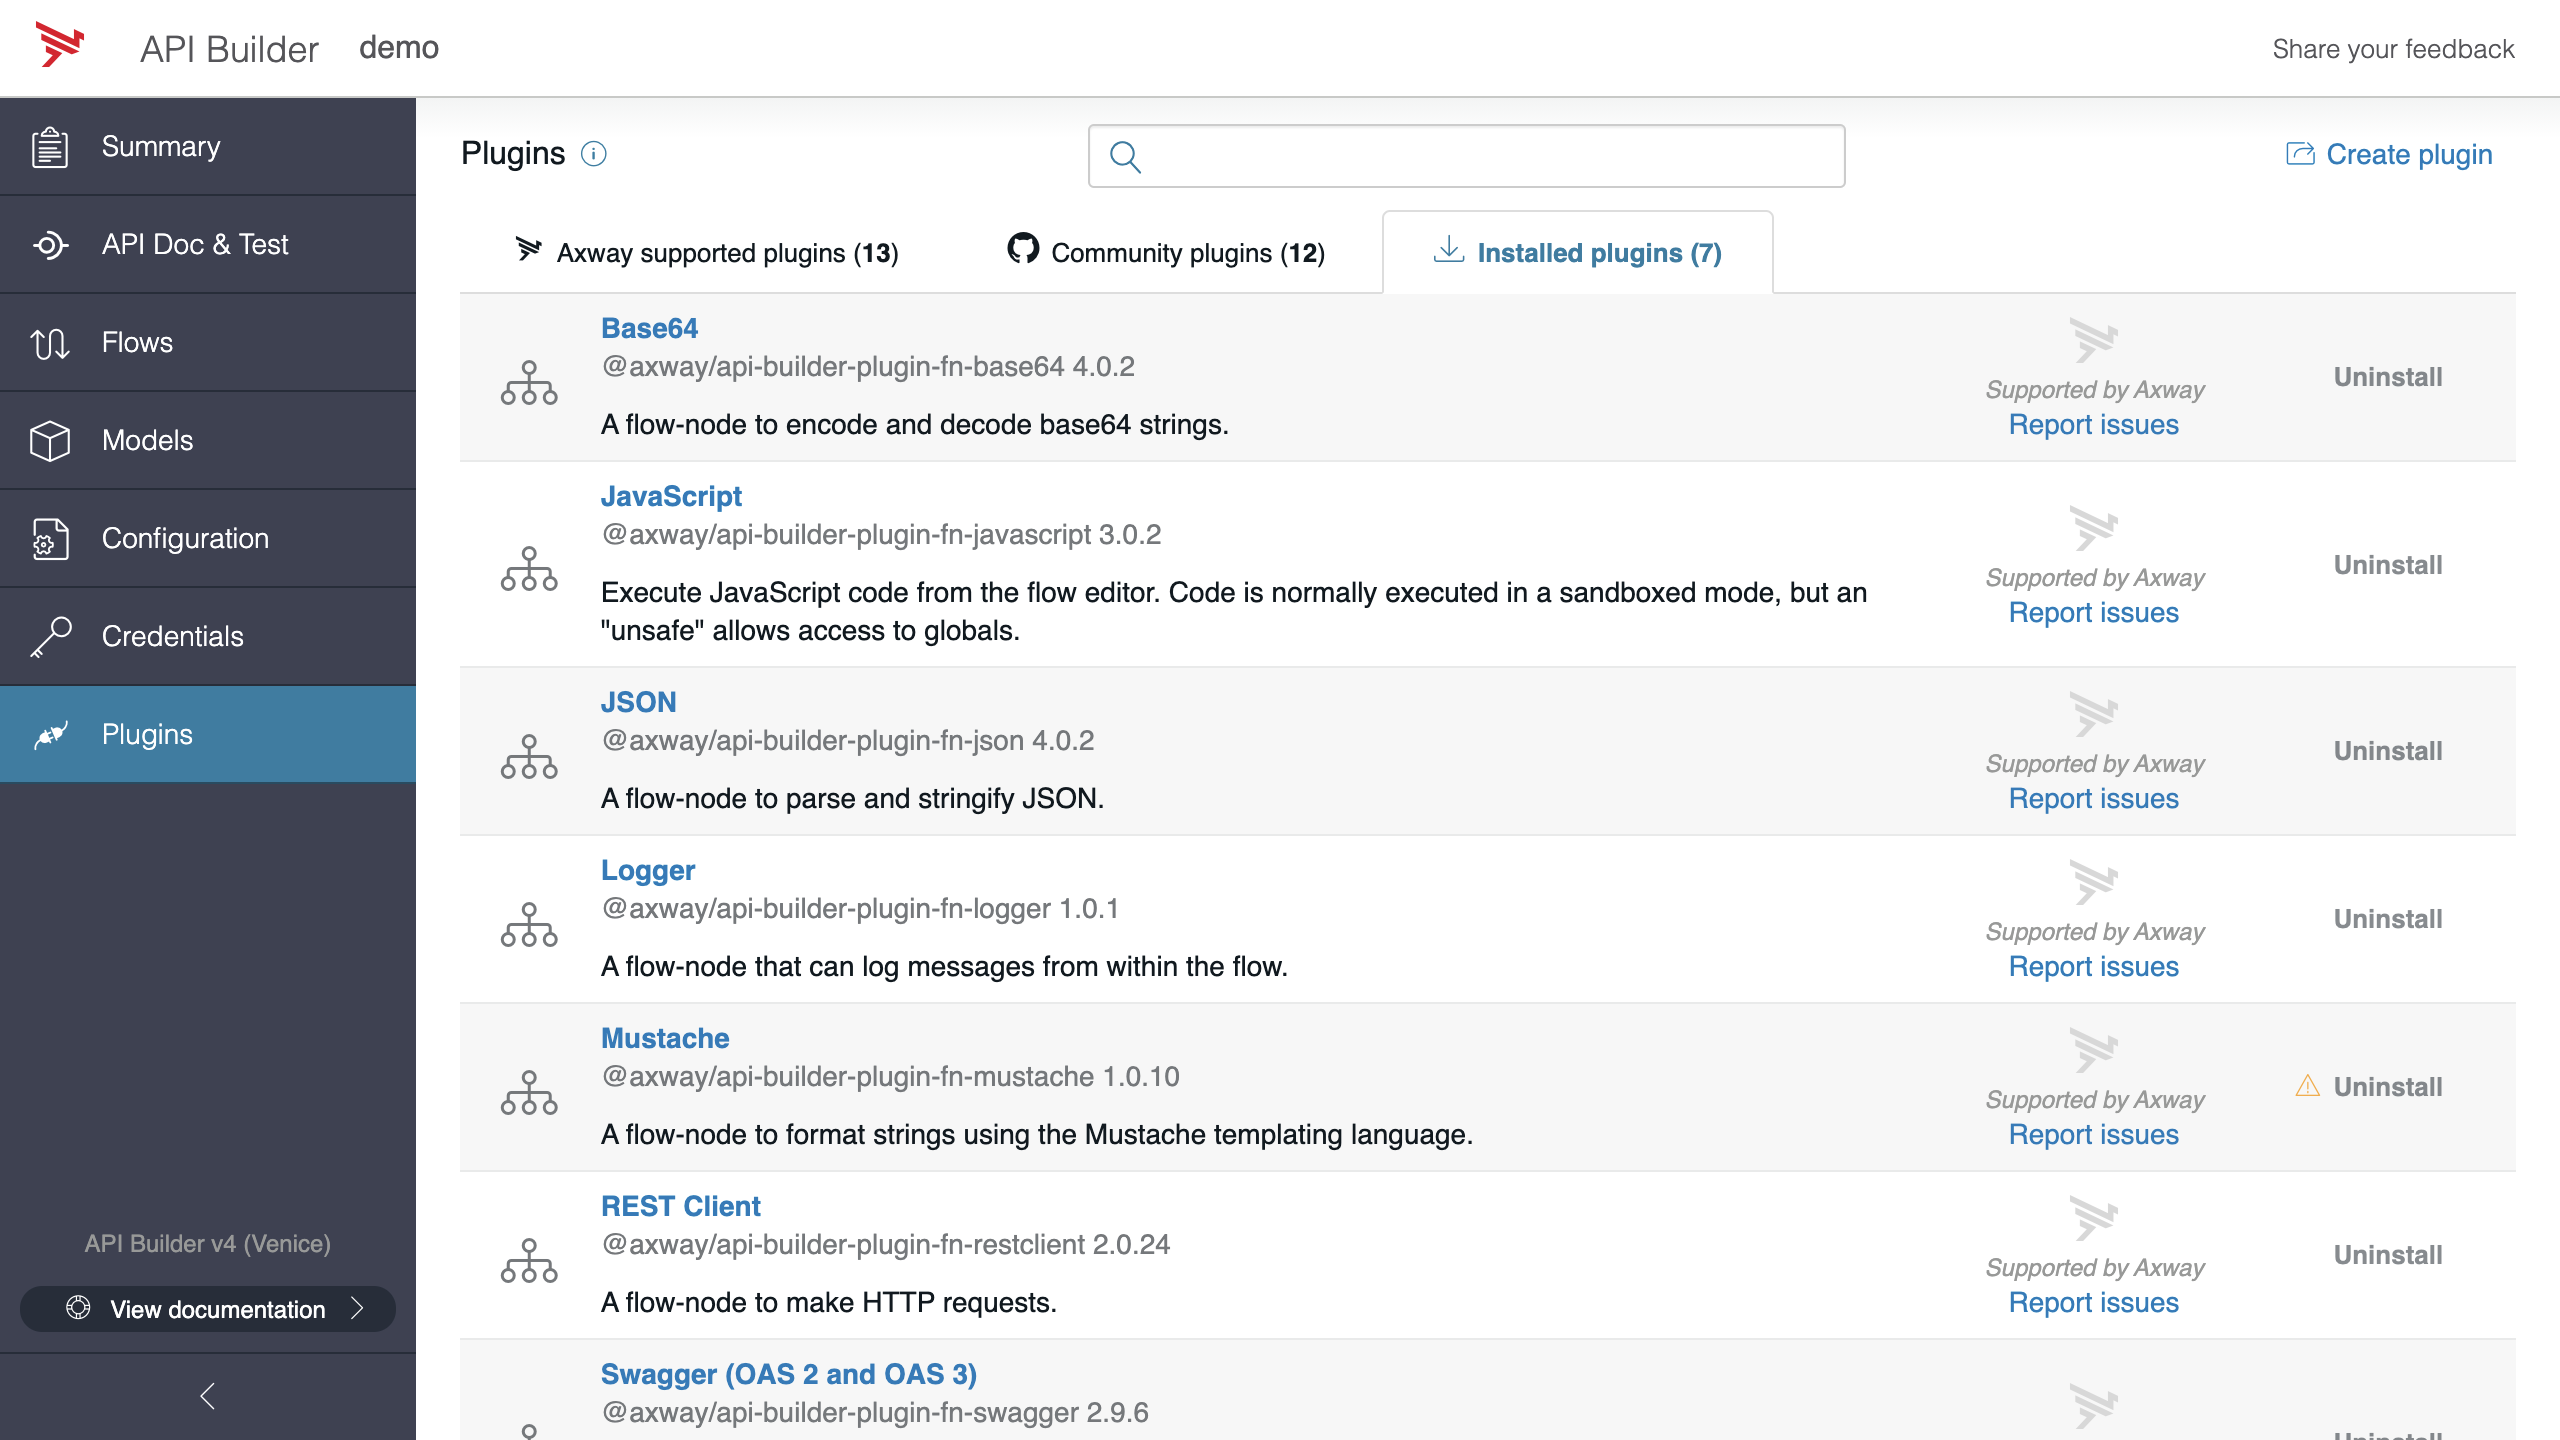 API Builder demo
Share your feedback
Summary
API Doc & Test
Flows
Models
Configuration
Credentials
Plugins
API Builder v4 (Venice)
View documentation
Plugins
Create plugin
Axway supported plugins (13)
Community plugins (12)
Installed plugins (7)
Base64
@axway/api-builder-plugin-fn-base64 4.0.2
A flow-node to encode and decode base64 strings.
Supported by Axway
Report issues
Uninstall
JavaScript
@axway/api-builder-plugin-fn-javascript 3.0.2
Execute JavaScript code from the flow editor. Code is normally executed in a sandboxed mode, but an
"unsafe" allows access to globals.
Supported by Axway
Report issues
Uninstall
JSON
@axway/api-builder-plugin-fn-json 4.0.2
A flow-node to parse and stringify JSON.
Supported by Axway
Report issues
Uninstall
Logger
@axway/api-builder-plugin-fn-logger 1.0.1
A flow-node that can log messages from within the flow.
Supported by Axway
Report issues
Uninstall
Mustache
@axway/api-builder-plugin-fn-mustache 1.0.10
A flow-node to format strings using the Mustache templating language.
Supported by Axway
Report issues
Uninstall
REST Client
@axway/api-builder-plugin-fn-restclient 2.0.24
A flow-node to make HTTP requests.
Supported by Axway
Report issues
Uninstall
Swagger (OAS 2 and OAS 3)
@axway/api-builder-plugin-fn-swagger 2.9.6
Uninstall